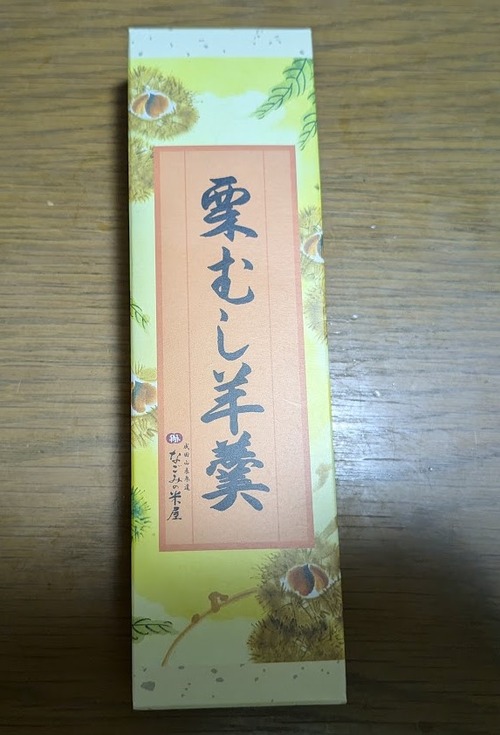 栗むし羊羹
成田山表参道
なごみの米屋